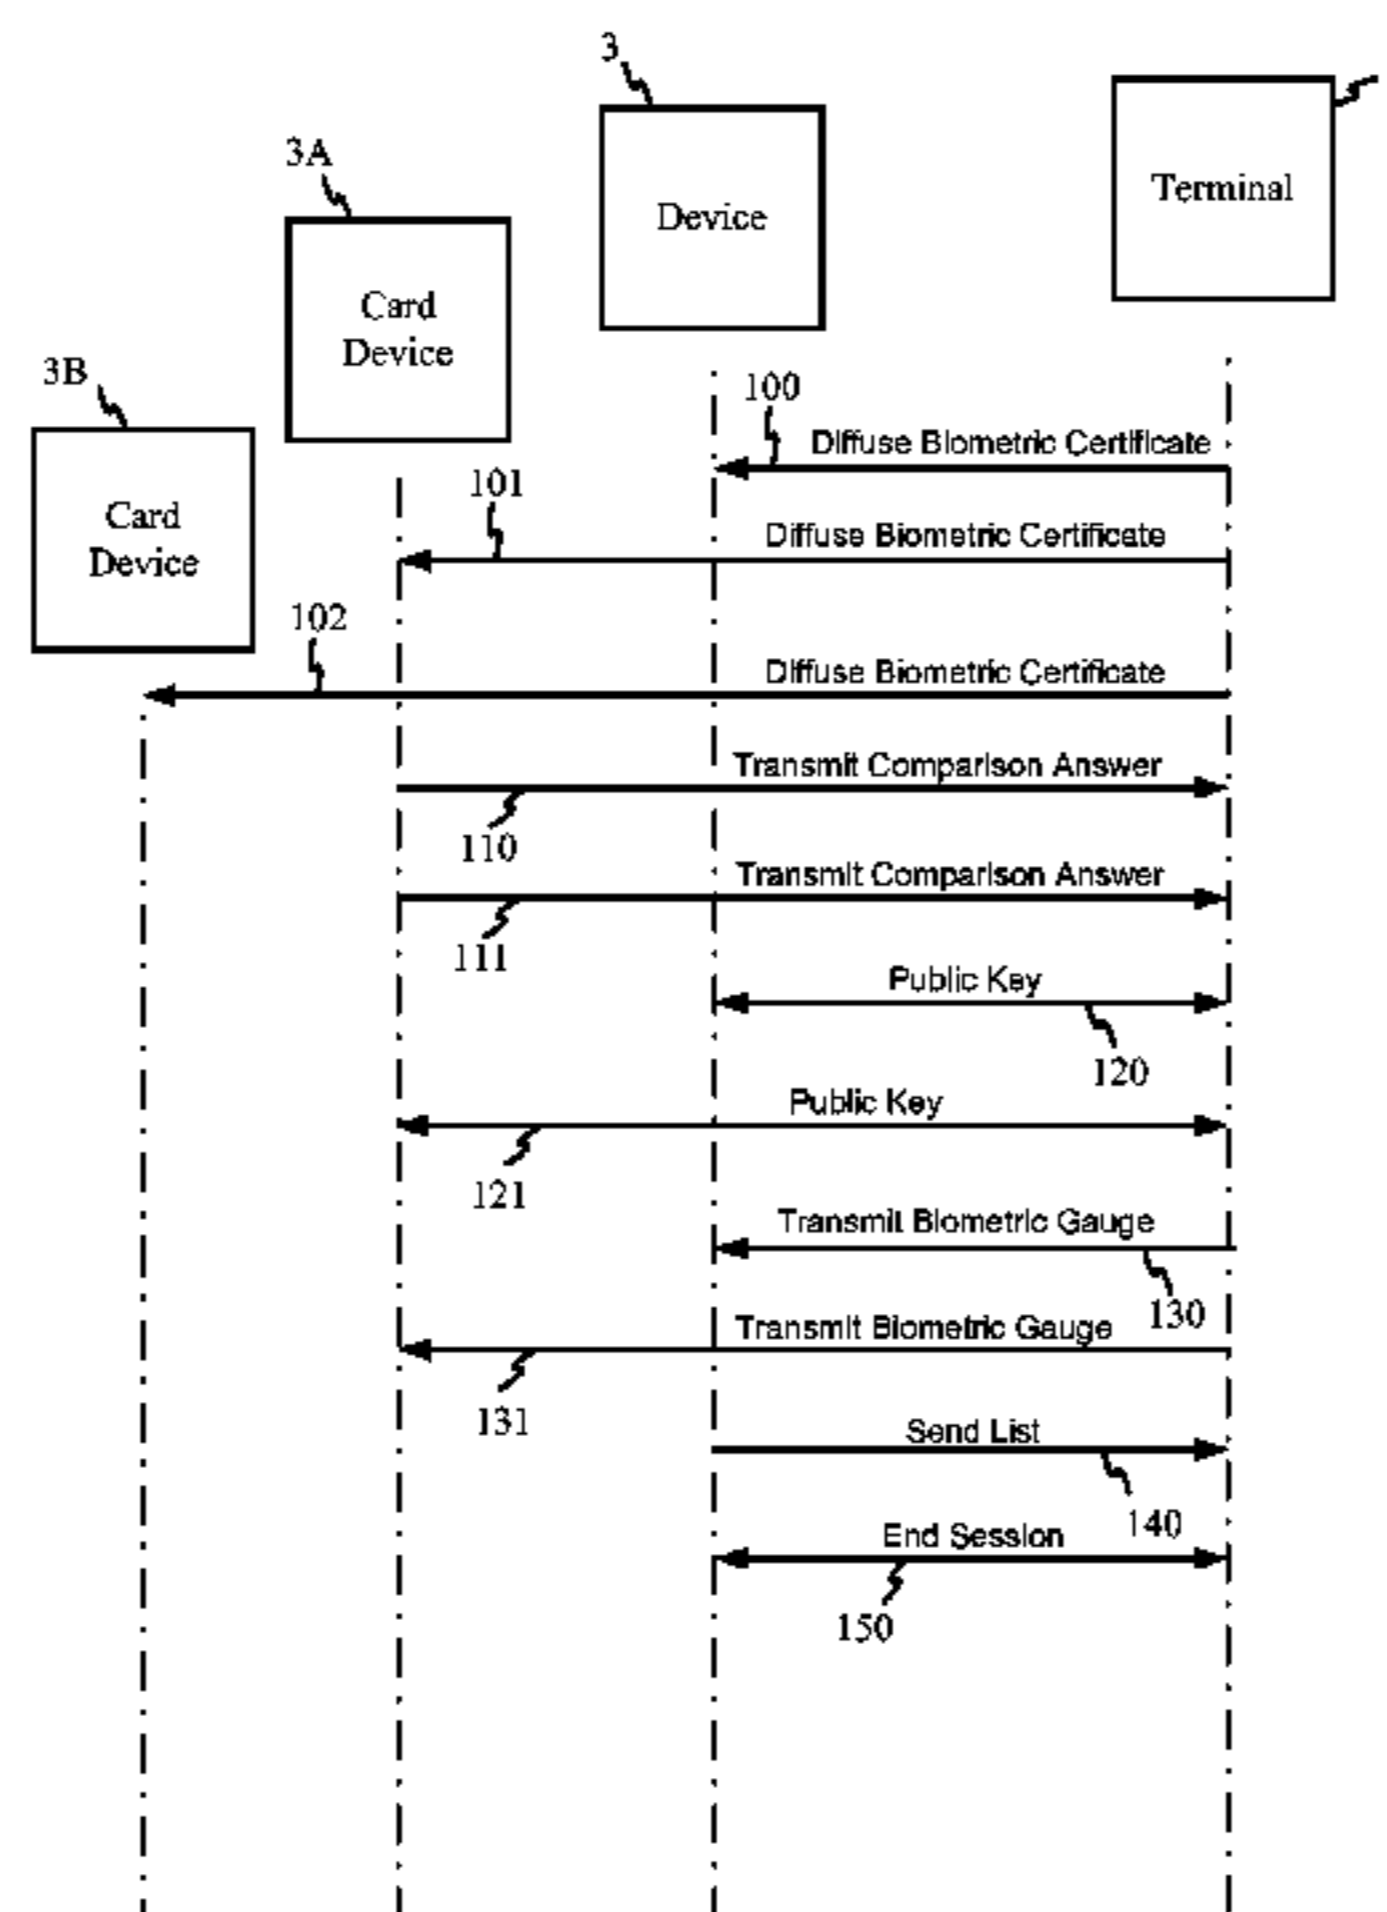 3
Terminal
3A
Device
Card
Device
3B
100
Diffuse Biometric Certificate
101
Diffuse Biometric Certificate
Card
Device
102
Diffuse Biometric Certificate
Transmit Comparison Answer
110
Transmit Comparison Answer
111
Public Key
120
Public Key
121
Transmit Biometric Gauge
130
Transmit Biometric Gauge
131
Send List
140
End Session
150